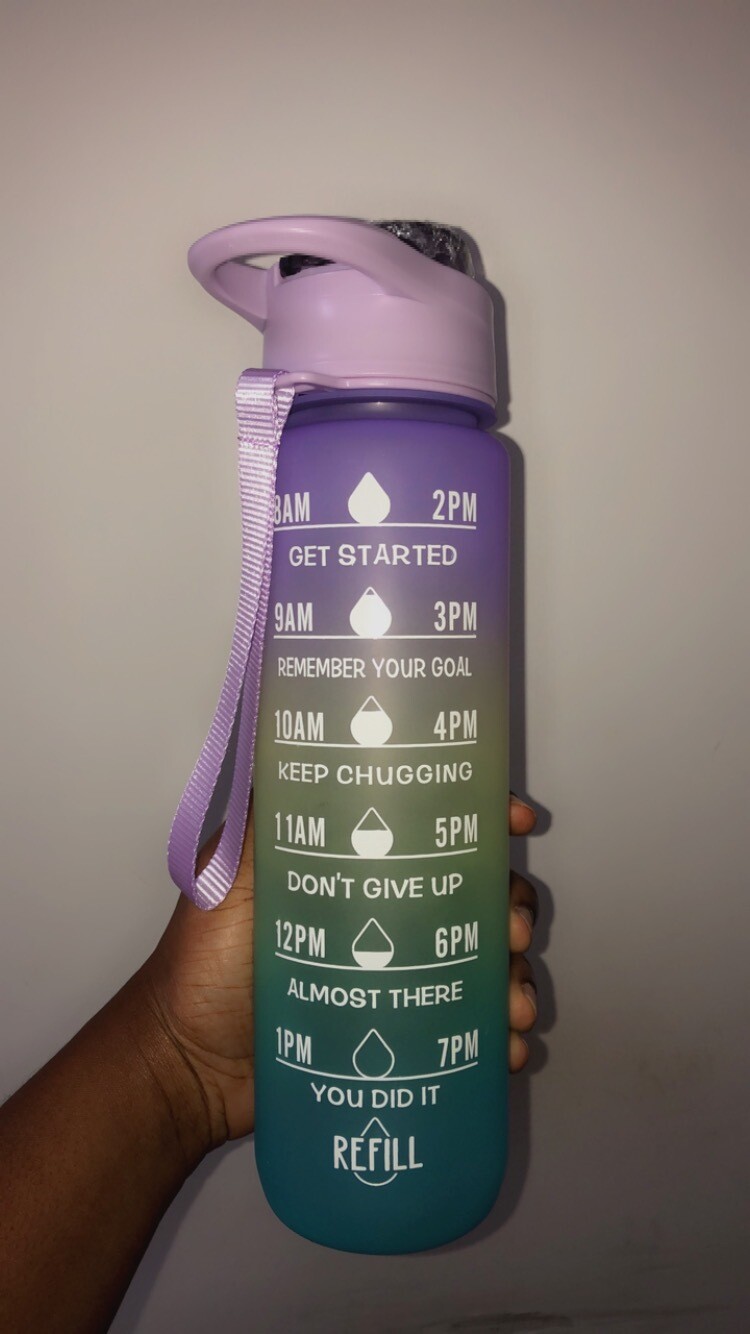 8AM 2PM
GET STARTED
9AM 3PM
REMEMBER YOUR GOAL
10AM 4PM
KEEP CHUGGING
11AM 5PM
DON'T GIVE UP
12PM 6PM
ALMOST THERE
1PM 7PM
YOU DID IT
REFILL